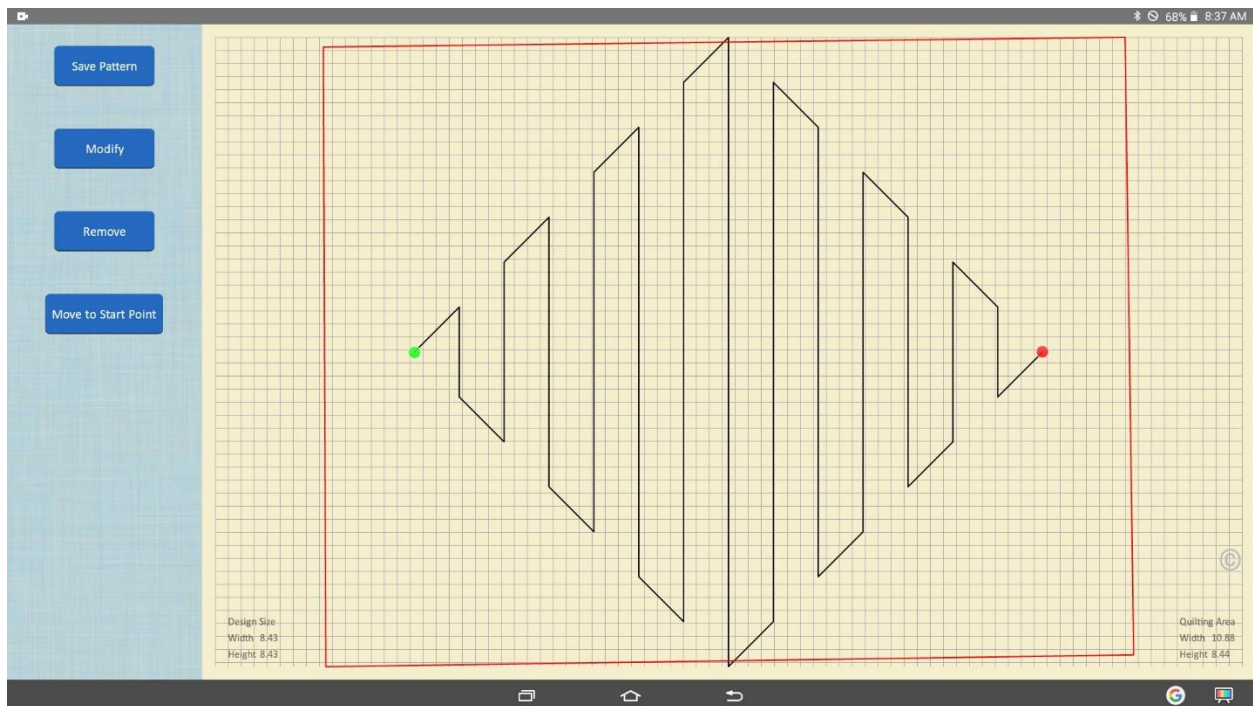 68% 8:37 AM
Save Pattern
Modify
Remove
Move to Start Point
Design Size
Width 8.43
Height 8.43
©
Quilting Area
Width 10.88
Height 8.44
G